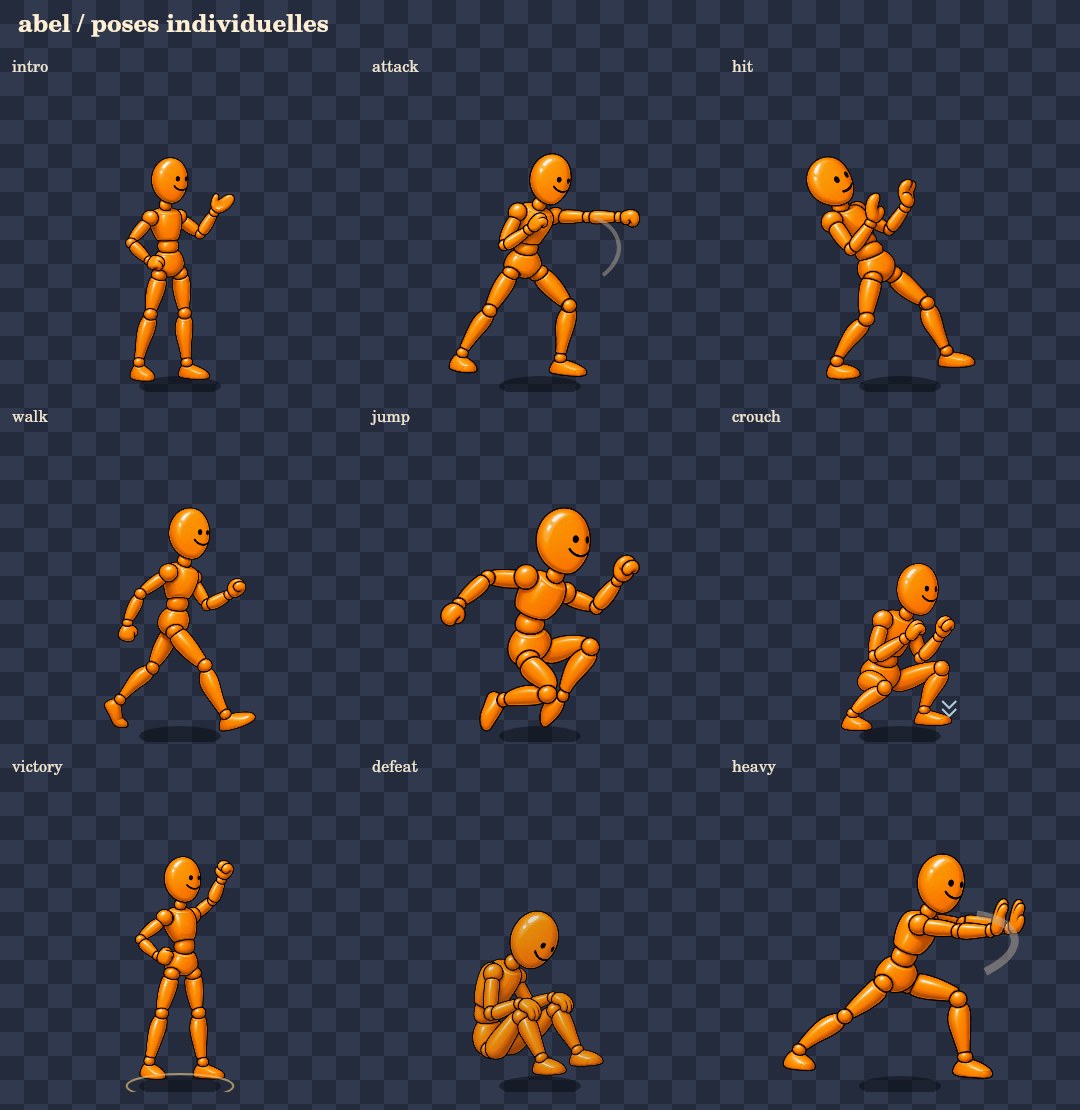 abel / poses individuelles
intro
attack
hit
walk
jump
crouch
victory
defeat
heavy